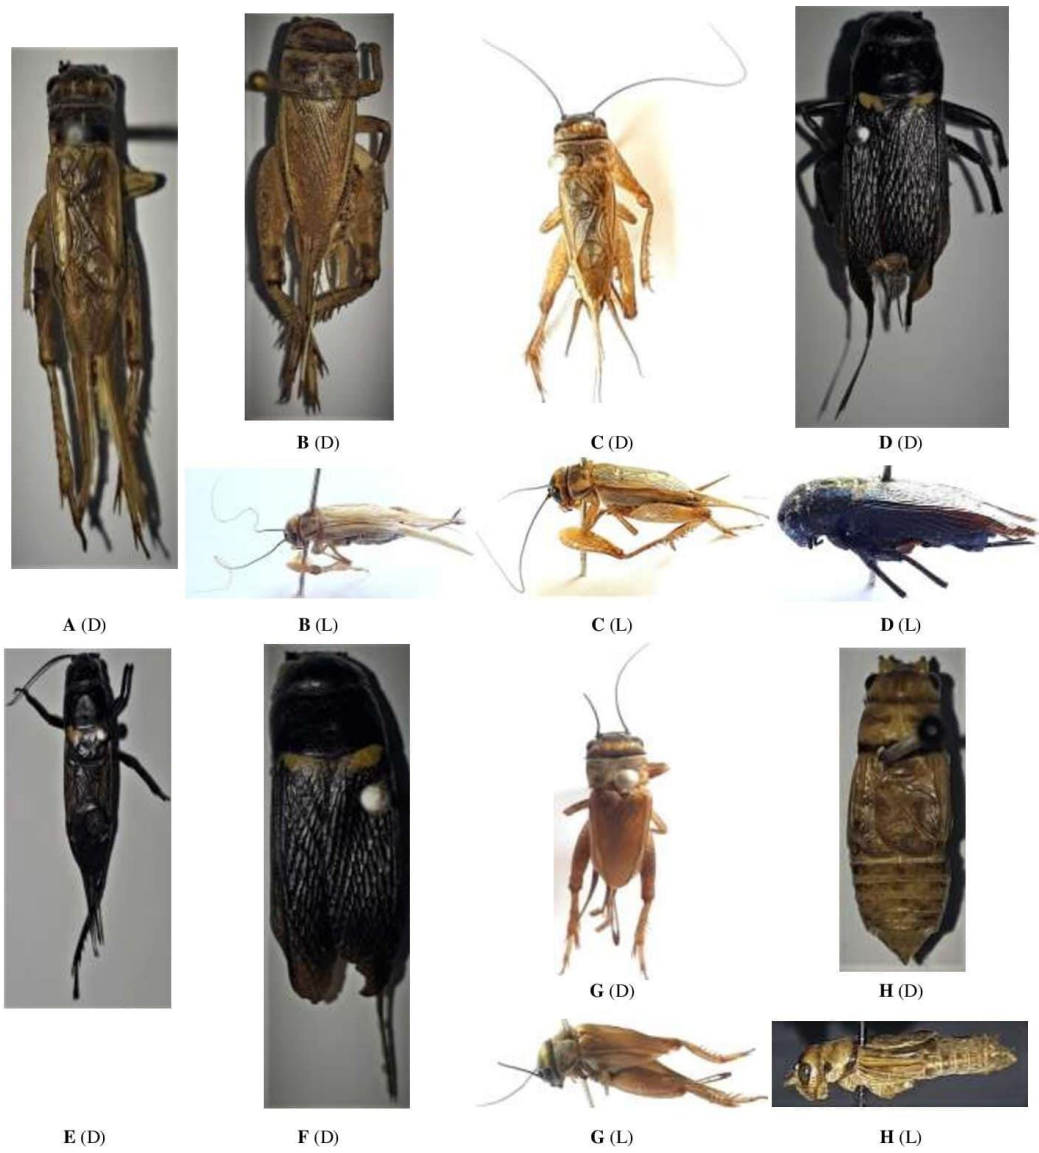 B (D)
C (D)
D (D)
A (D)
B (L)
C (L)
D (L)
G (D)
H (D)
E (D)
F (D)
G (L)
H (L)